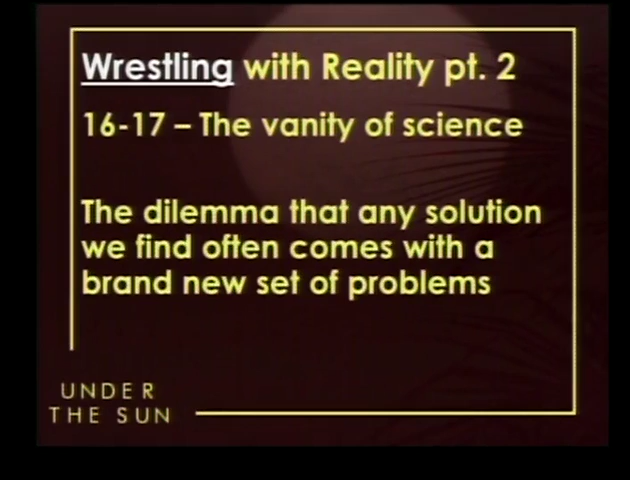 Wrestling with Reality pt. 2
16-17 – The vanity of science
The dilemma that any solution
we find often comes with a
brand new set of problems
UNDER
THE SUN